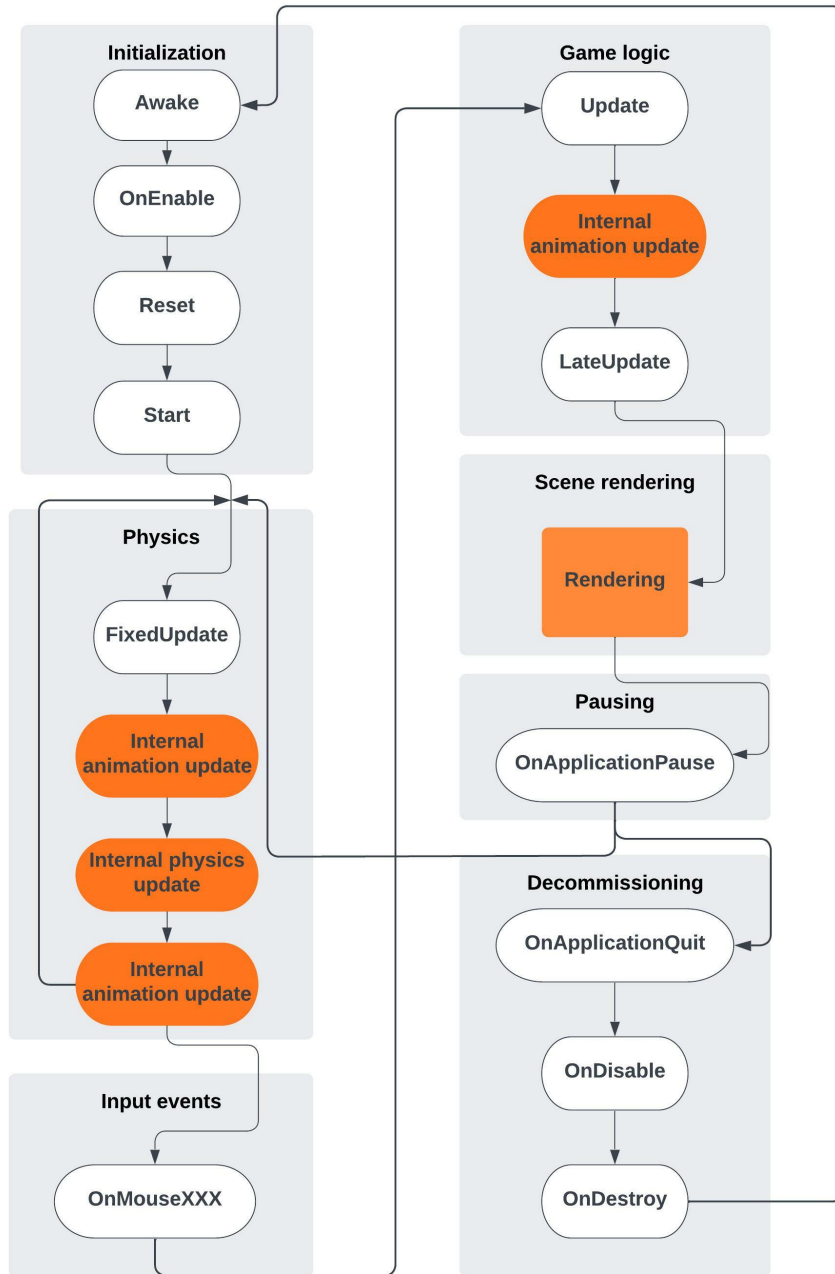 Initialization
Awake
OnEnable
Reset
Start
Physics
FixedUpdate
Internal
animation update
Internal physics
update
Internal
animation update
Input events
OnMouseXXX
Game logic
Update
Internal
animation update
LateUpdate
Scene rendering
Rendering
Pausing
OnApplicationPause
Decommissioning
OnApplicationQuit
OnDisable
OnDestroy